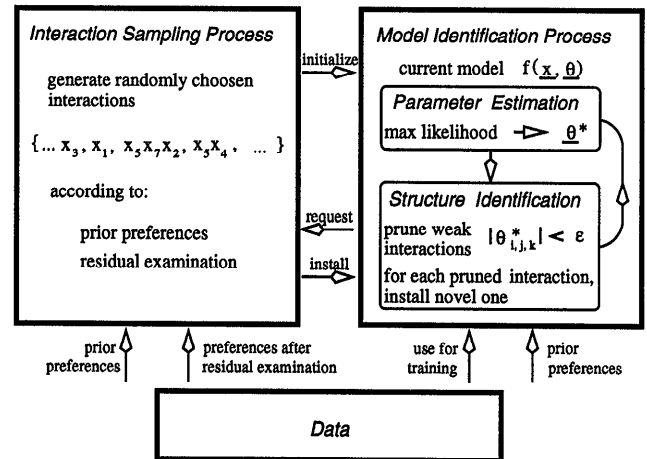 Interaction Sampling Process
generate randomly choosen
interactions
{... x₃, x₁, x₅x₇x₂, x₅x₄, ... }
according to:
prior preferences
residual examination
initialize
request
install
Model Identification Process
current model f(x, θ)
Parameter Estimation
max likelihood → θ*
Structure Identification
prune weak
interactions |θ*i,j,k| < ε
for each pruned interaction,
install novel one
prior
preferences
preferences after
residual examination
use for
training
prior
preferences
Data